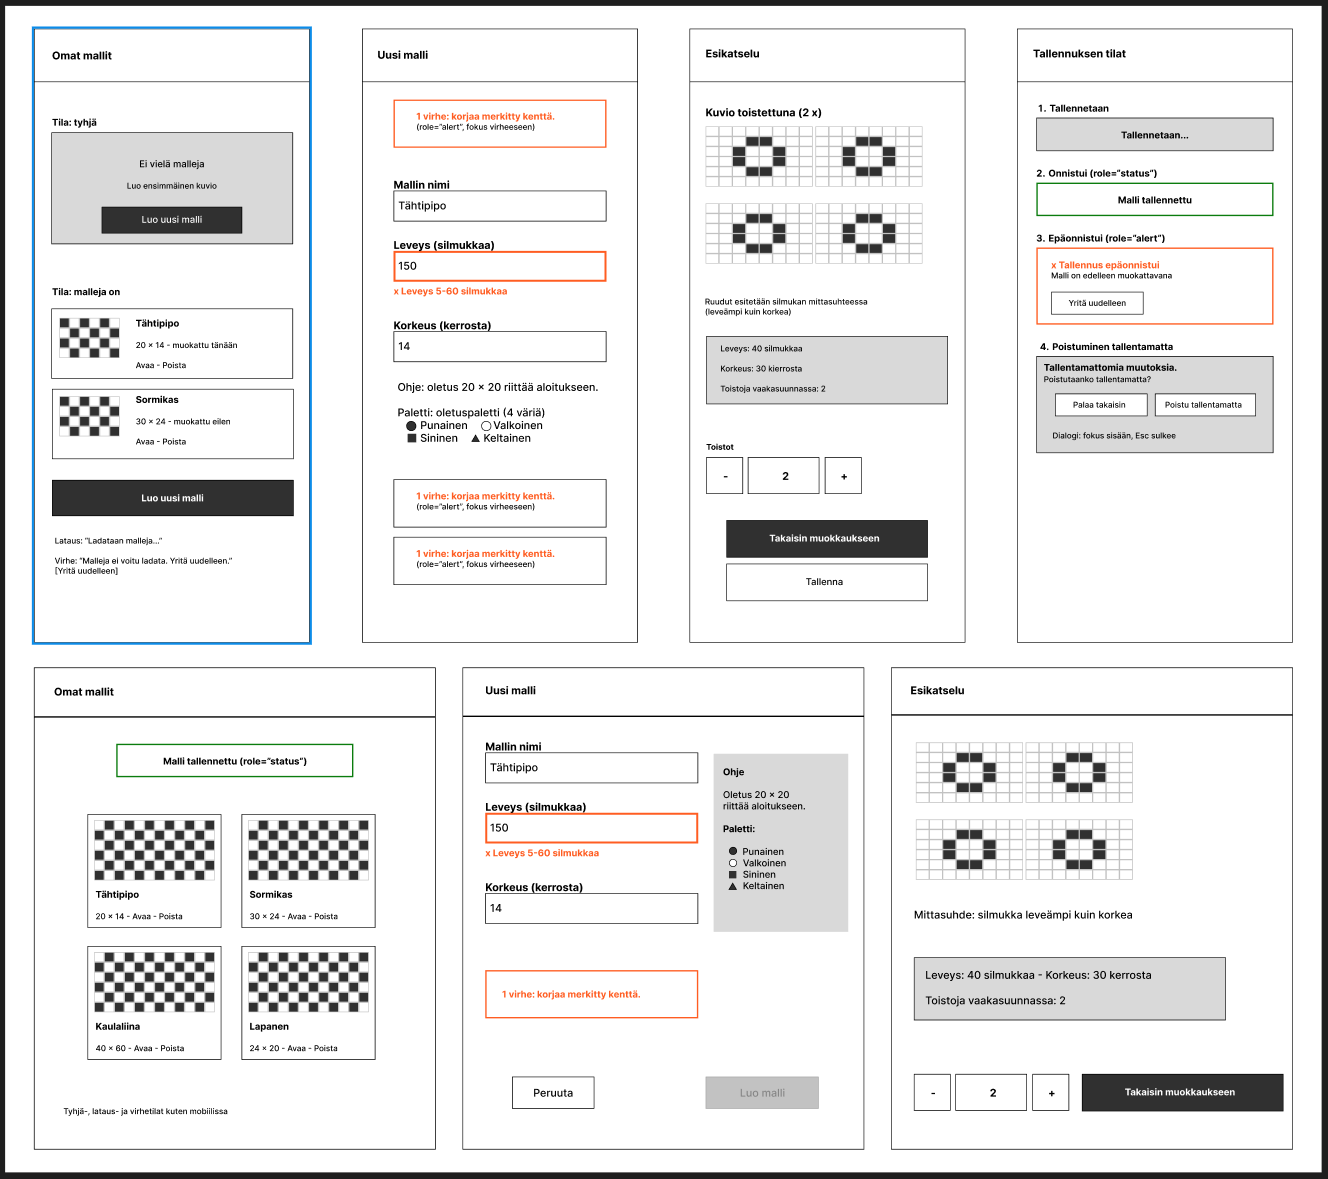 Omat mallit
Tila: tyhjä
Ei vielä malleja
Luo ensimmäinen kuvio
Luo uusi malli
Tila: malleja on
Tähtipipo
20 × 14 - muokattu tänään
Avaa - Poista
Sormikas
30 × 24 - muokattu eilen
Avaa - Poista
Luo uusi malli
Lataus: "Ladataan malleja..."
Virhe: "Malleja ei voitu ladata. Yritä uudelleen."
[Yritä uudelleen]
Uusi malli
1 virhe: korjaa merkitty kenttä.
(role="alert", fokus virheeseen)
Mallin nimi
Tähtipipo
Leveys (silmukkaa)
150
x Leveys 5-60 silmukkaa
Korkeus (kerrosta)
14
Ohje: oletus 20 × 20 riittää aloitukseen.
Paletti: oletuspaletti (4 väriä)
Punainen Valkoinen
Sininen Keltainen
1 virhe: korjaa merkitty kenttä.
(role="alert", fokus virheeseen)
1 virhe: korjaa merkitty kenttä.
(role="alert", fokus virheeseen)
Esikatselu
Kuvio toistettuna (2 x)
Ruudut esitetään silmukan mittasuhteessa
(leveämpi kuin korkea)
Leveys: 40 silmukkaa
Korkeus: 30 kierrosta
Toistoja vaakasuunnassa: 2
Toistot
- 2 +
Takaisin muokkaukseen
Tallenna
Tallennuksen tilat
1. Tallennetaan
Tallennetaan...
2. Onnistui (role="status")
Malli tallennettu
3. Epäonnistui (role="alert")
x Tallennus epäonnistui
Malli on edelleen muokattavana
Yritä uudelleen
4. Poistuminen tallentamatta
Tallentamattomia muutoksia.
Poistutaanko tallentamatta?
Palaa takaisin Poistu tallentamatta
Dialogi: fokus sisään, Esc sulkee
Omat mallit
Malli tallennettu (role="status")
Tähtipipo
20 × 14 - Avaa - Poista
Sormikas
30 × 24 - Avaa - Poista
Kaulaliina
40 × 60 - Avaa - Poista
Lapanen
24 × 20 - Avaa - Poista
Tyhjä-, lataus- ja virhetilat kuten mobiilissa
Uusi malli
Mallin nimi
Tähtipipo
Leveys (silmukkaa)
150
x Leveys 5-60 silmukkaa
Korkeus (kerrosta)
14
Ohje
Oletus 20 × 20
riittää aloitukseen.
Paletti:
Punainen
Valkoinen
Sininen
Keltainen
1 virhe: korjaa merkitty kenttä.
Peruuta Luo malli
Esikatselu
Mittasuhde: silmukka leveämpi kuin korkea
Leveys: 40 silmukkaa - Korkeus: 30 kerrosta
Toistoja vaakasuunnassa: 2
- 2 + Takaisin muokkaukseen